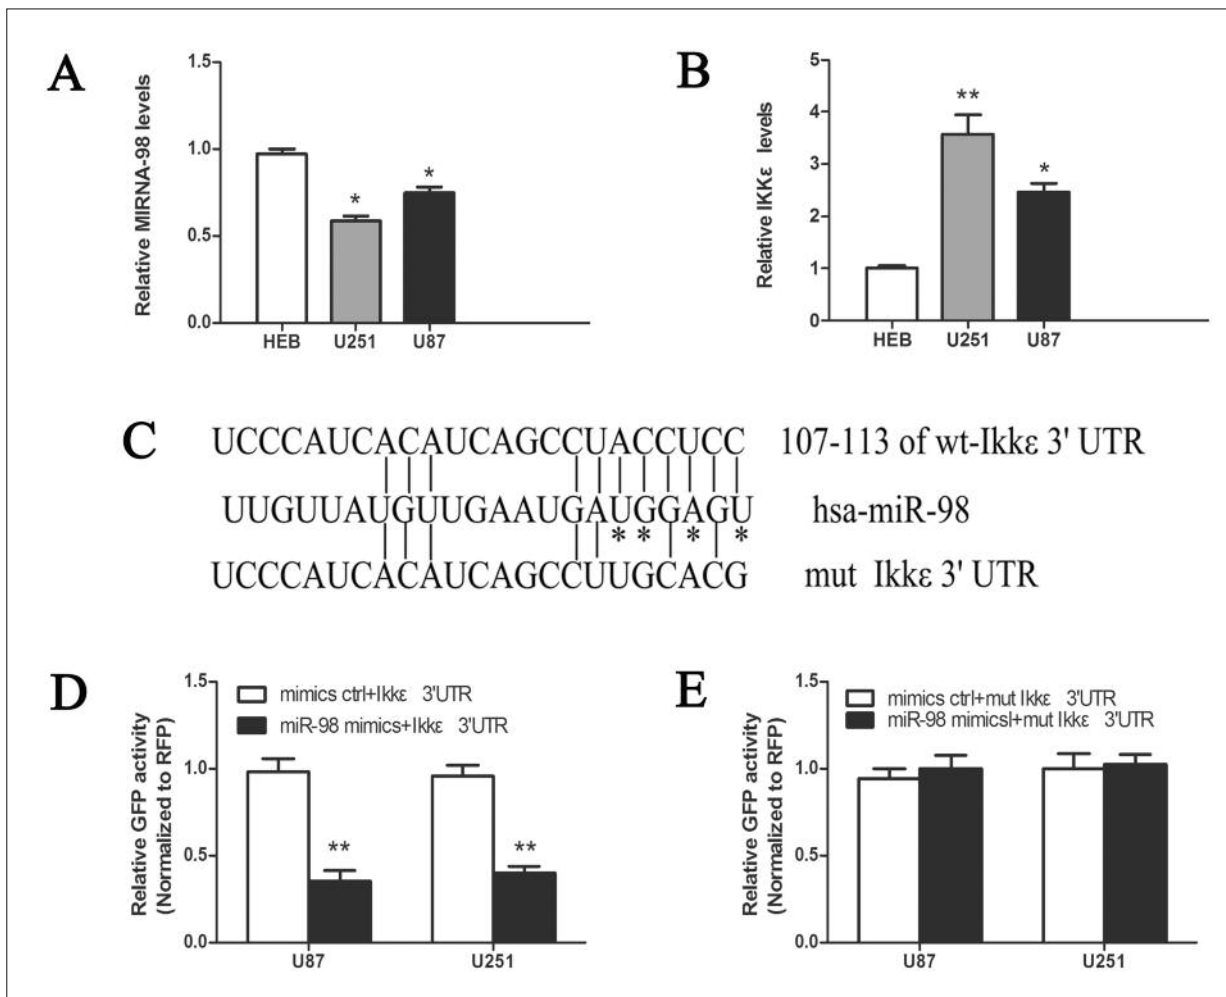 A
Relative MIRNA-98 levels
1.5
1.0
0.5
0.0
*
*
HEB U251 U87
B
Relative IKKε levels
5
4
3
2
1
0
**
*
HEB U251 U87
C
UCCCAUCACAUCAGCCUACCUCC 107-113 of wt-Ikkε 3' UTR
UUGUUAUGUUGAAUGAUGGAGU hsa-miR-98
* * * *
UCCCAUCACAUCAGCCUUGCACG mut Ikkε 3' UTR
D
Relative GFP activity
(Normalized to RFP)
1.5
1.0
0.5
0.0
mimics ctrl+Ikkε 3'UTR
miR-98 mimics+Ikkε 3'UTR
**
**
U87 U251
E
Relative GFP activity
(Normalized to RFP)
1.5
1.0
0.5
0.0
mimics ctrl+mut Ikkε 3'UTR
miR-98 mimicsl+mut Ikkε 3'UTR
U87 U251